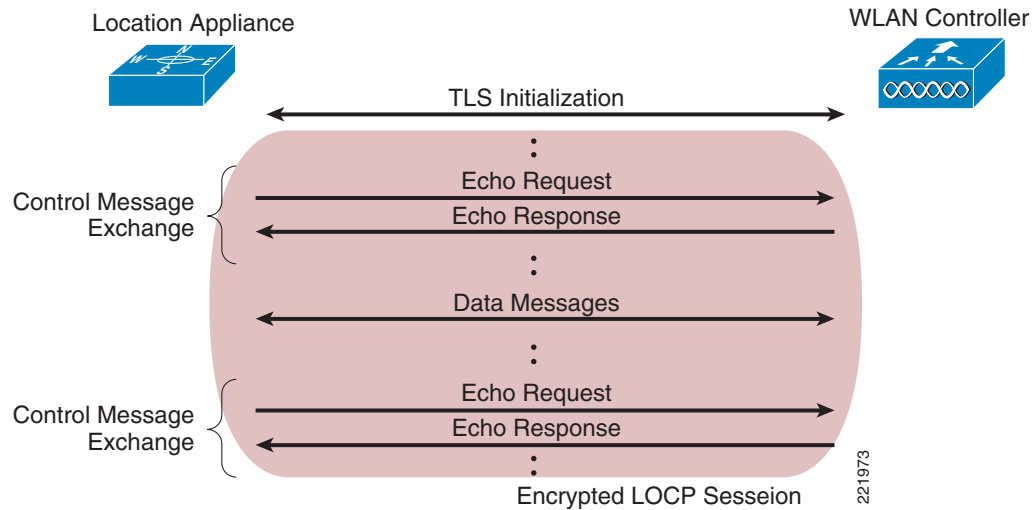 Location Appliance
WLAN Controller
N
W
E
S
TLS Initialization
Control Message
Exchange
Echo Request
Echo Response
Data Messages
Control Message
Exchange
Echo Request
Echo Response
Encrypted LOCP Sesseion
221973